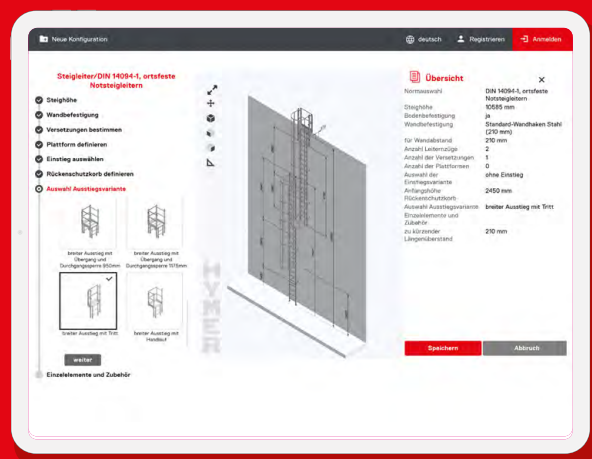 Neue Konfiguration
deutsch
Registrieren
Anmelden
Steigleiter/DIN 14094-1, ortsfeste
Notsteigleitern
Steighöhe
Wandbefestigung
Versetzungen bestimmen
Plattform definieren
Einstieg auswählen
Rückenschutzkorb definieren
Auswahl Ausstiegsvariante
breiter Ausstieg mit
Übergang und
Durchgangssperre 950mm
breiter Ausstieg mit
Übergang und
Durchgangssperre 1175mm
breiter Ausstieg mit Tritt
breiter Ausstieg mit
Handlauf
weiter
Einzelelemente und Zubehör
HYMER
Übersicht
Normauswahl DIN 14094-1, ortsfeste
Notsteigleitern
Steighöhe 10585 mm
Bodenbefestigung ja
Wandbefestigung Standard-Wandhaken Stahl
(210 mm)
für Wandabstand 210 mm
Anzahl Leiternzüge 2
Anzahl der Versetzungen 1
Anzahl der Plattformen 0
Auswahl der ohne Einstieg
Einstiegsvariante
Anfangshöhe 2450 mm
Rückenschutzkorb
Auswahl Ausstiegsvariante breiter Ausstieg mit Tritt
Einzelelemente und
Zubehör
zu kürzender 210 mm
Längenüberstand
Speichern
Abbruch